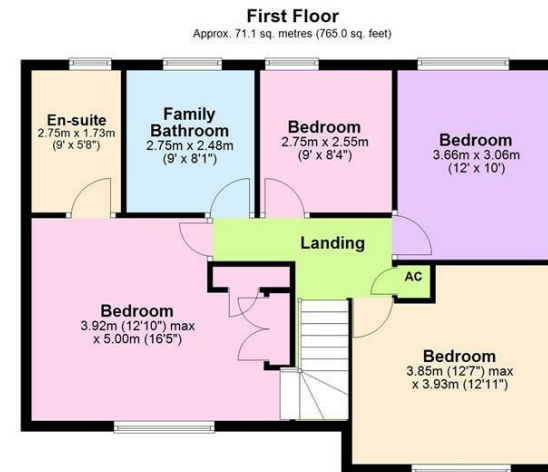 First Floor
Approx. 71.1 sq. metres (765.0 sq. feet)
En-suite
2.75m x 1.73m
(9' x 5'8")
Family
Bathroom
2.75m x 2.48m
(9' x 8'1")
Bedroom
2.75m x 2.55m
(9' x 8'4")
Bedroom
3.66m x 3.06m
(12' x 10')
Landing
AC
Bedroom
3.92m (12'10") max
x 5.00m (16'5")
Bedroom
3.85m (12'7") max
x 3.93m (12'11")